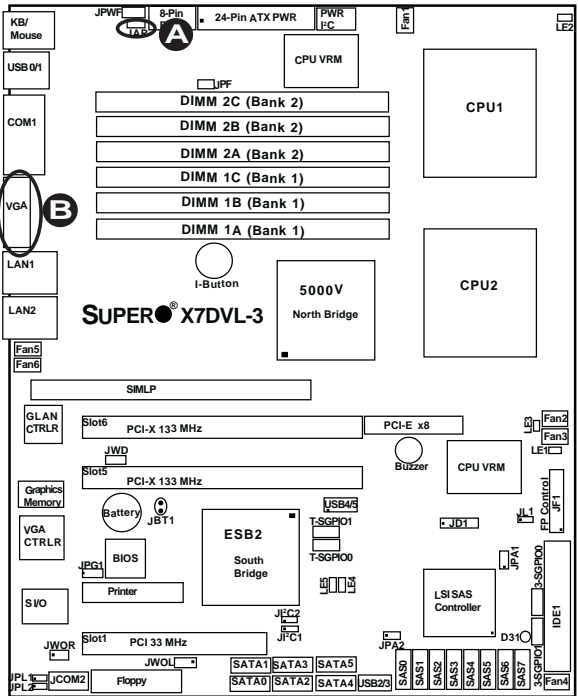 JPWF
8-Pin
24-Pin ATX PWR
PWR
I²C
Fan1
LE2
KB/
Mouse
JAR
A
USB0/1
CPU VRM
JPF
COM1
DIMM 2C (Bank 2)
DIMM 2B (Bank 2)
DIMM 2A (Bank 2)
DIMM 1C (Bank 1)
DIMM 1B (Bank 1)
DIMM 1A (Bank 1)
CPU1
VGA
B
LAN1
LAN2
I-Button
SUPER® X7DVL-3
5000V
North Bridge
CPU2
Fan5
Fan6
SIMLP
GLAN
CTRLR
Slot6
PCI-X 133 MHz
PCI-E x8
LE3
Fan2
Fan3
LE1
JWD
Buzzer
Slot5
PCI-X 133 MHz
CPU VRM
Graphics
Memory
Battery
JBT1
USB4/5
T-SGPIO1
T-SGPIO0
JD1
JL1
FP Control
JF1
VGA
CTRLR
BIOS
ESB2
South
Bridge
JPG1
Printer
LE5
LE4
LSI SAS
Controller
JPA1
3-SGPIO0
IDE1
SI/O
JI²C2
JI²C1
D31
3-SGPIO1
JPA2
Slot1
PCI 33 MHz
JWOR
JWOL
JPL1
JPL2
JCOM2
Floppy
SATA1
SATA3
SATA5
SATA0
SATA2
SATA4
USB2/3
SAS0
SAS1
SAS2
SAS3
SAS4
SAS5
SAS6
SAS7
Fan4